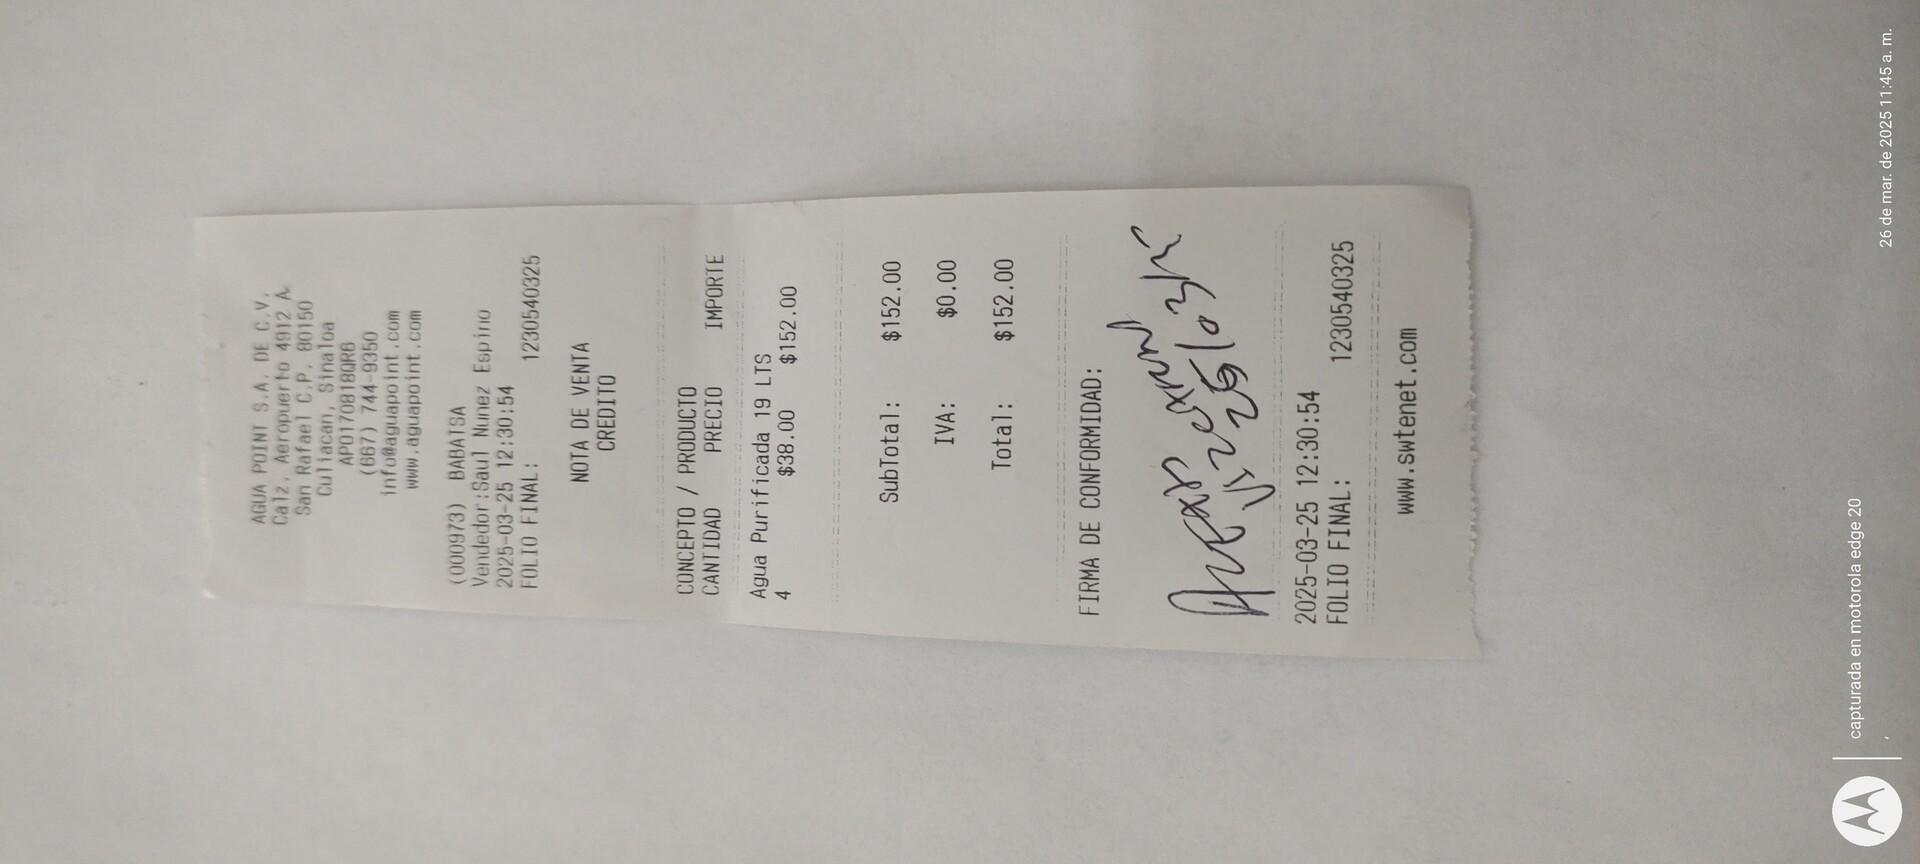 AGUA POINT S.A. DE C.V.
Calz. Aeropuerto 4912 A.
San Rafael C.P. 80150
Culiacan, Sinaloa
APO170818QR6
(667) 744-9350
info@aguapoint.com
www.aguapoint.com
(000973) BABATSA
Vendedor:Saul Nunez Espino
2025-03-25 12:30:54
FOLIO FINAL: 1230540325
NOTA DE VENTA
CREDITO
CONCEPTO / PRODUCTO
CANTIDAD PRECIO IMPORTE
Agua Purificada 19 LTS
4 $38.00 $152.00
SubTotal: $152.00
IVA: $0.00
Total: $152.00
FIRMA DE CONFORMIDAD:
2025-03-25 12:30:54
FOLIO FINAL: 1230540325
www.swtenet.com
capturada en motorola edge 20
,
26 de mar. de 2025 11:45 a. m.